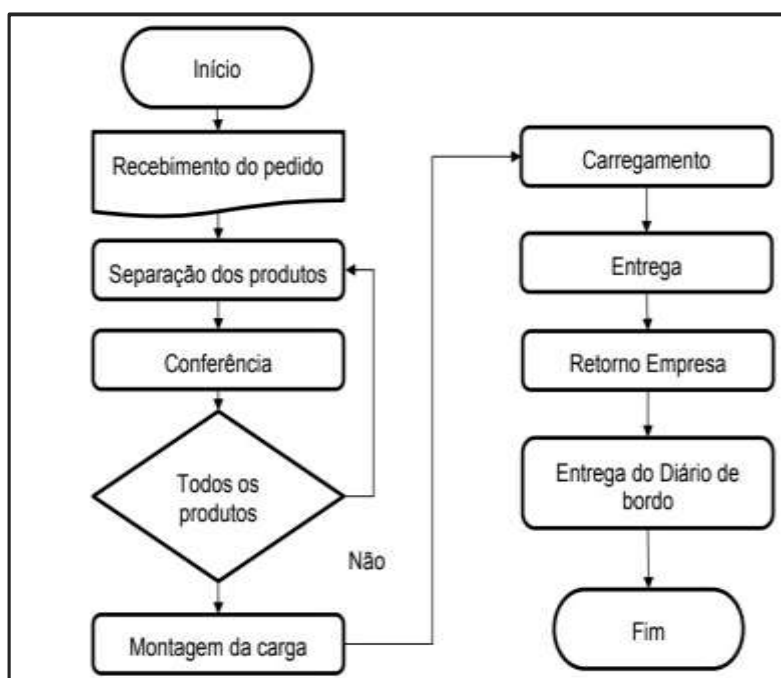 Início
Recebimento do pedido
Separação dos produtos
Conferência
Todos os
produtos
Não
Montagem da carga
Carregamento
Entrega
Retorno Empresa
Entrega do Diário de
bordo
Fim